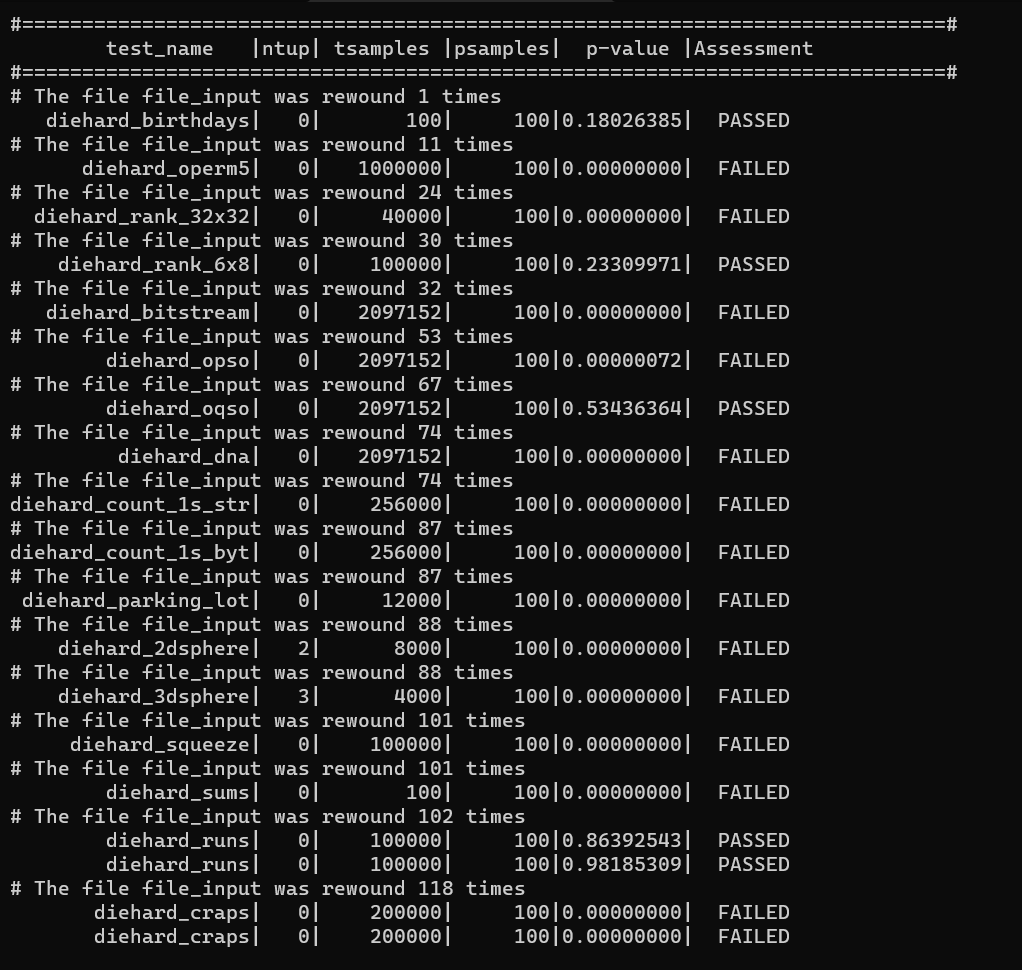 #=============================================================================#
        test_name   |ntup| tsamples |psamples|  p-value |Assessment
#=============================================================================#
# The file file_input was rewound 1 times
   diehard_birthdays|   0|       100|     100|0.18026385|  PASSED
# The file file_input was rewound 11 times
      diehard_operm5|   0|   1000000|     100|0.00000000|  FAILED
# The file file_input was rewound 24 times
  diehard_rank_32x32|   0|     40000|     100|0.00000000|  FAILED
# The file file_input was rewound 30 times
    diehard_rank_6x8|   0|    100000|     100|0.23309971|  PASSED
# The file file_input was rewound 32 times
   diehard_bitstream|   0|   2097152|     100|0.00000000|  FAILED
# The file file_input was rewound 53 times
        diehard_opso|   0|   2097152|     100|0.00000072|  FAILED
# The file file_input was rewound 67 times
        diehard_oqso|   0|   2097152|     100|0.53436364|  PASSED
# The file file_input was rewound 74 times
         diehard_dna|   0|   2097152|     100|0.00000000|  FAILED
# The file file_input was rewound 74 times
diehard_count_1s_str|   0|    256000|     100|0.00000000|  FAILED
# The file file_input was rewound 87 times
diehard_count_1s_byt|   0|    256000|     100|0.00000000|  FAILED
# The file file_input was rewound 87 times
 diehard_parking_lot|   0|     12000|     100|0.00000000|  FAILED
# The file file_input was rewound 88 times
    diehard_2dsphere|   2|      8000|     100|0.00000000|  FAILED
# The file file_input was rewound 88 times
    diehard_3dsphere|   3|      4000|     100|0.00000000|  FAILED
# The file file_input was rewound 101 times
     diehard_squeeze|   0|    100000|     100|0.00000000|  FAILED
# The file file_input was rewound 101 times
        diehard_sums|   0|       100|     100|0.00000000|  FAILED
# The file file_input was rewound 102 times
        diehard_runs|   0|    100000|     100|0.86392543|  PASSED
        diehard_runs|   0|    100000|     100|0.98185309|  PASSED
# The file file_input was rewound 118 times
       diehard_craps|   0|    200000|     100|0.00000000|  FAILED
       diehard_craps|   0|    200000|     100|0.00000000|  FAILED